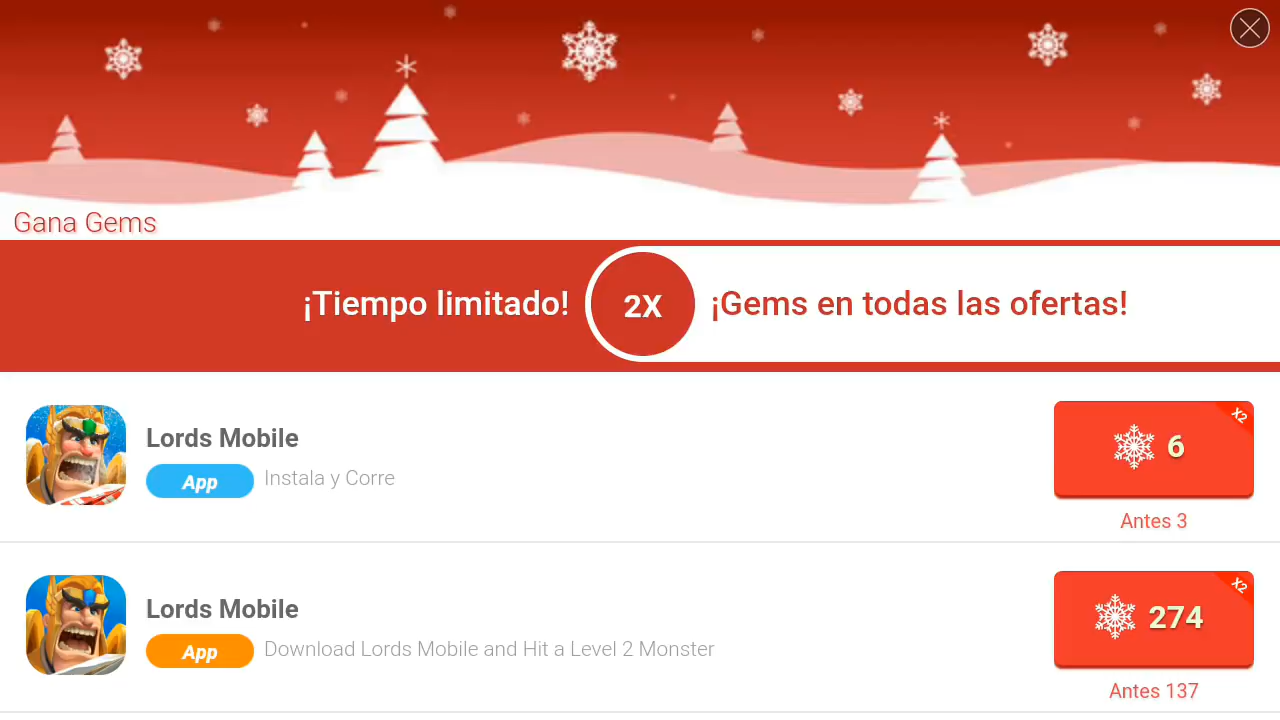 Gana Gems
¡Tiempo limitado!
2X
¡Gems en todas las ofertas!
Lords Mobile
App Instala y Corre
6
X2
Antes 3
Lords Mobile
App Download Lords Mobile and Hit a Level 2 Monster
274
X2
Antes 137